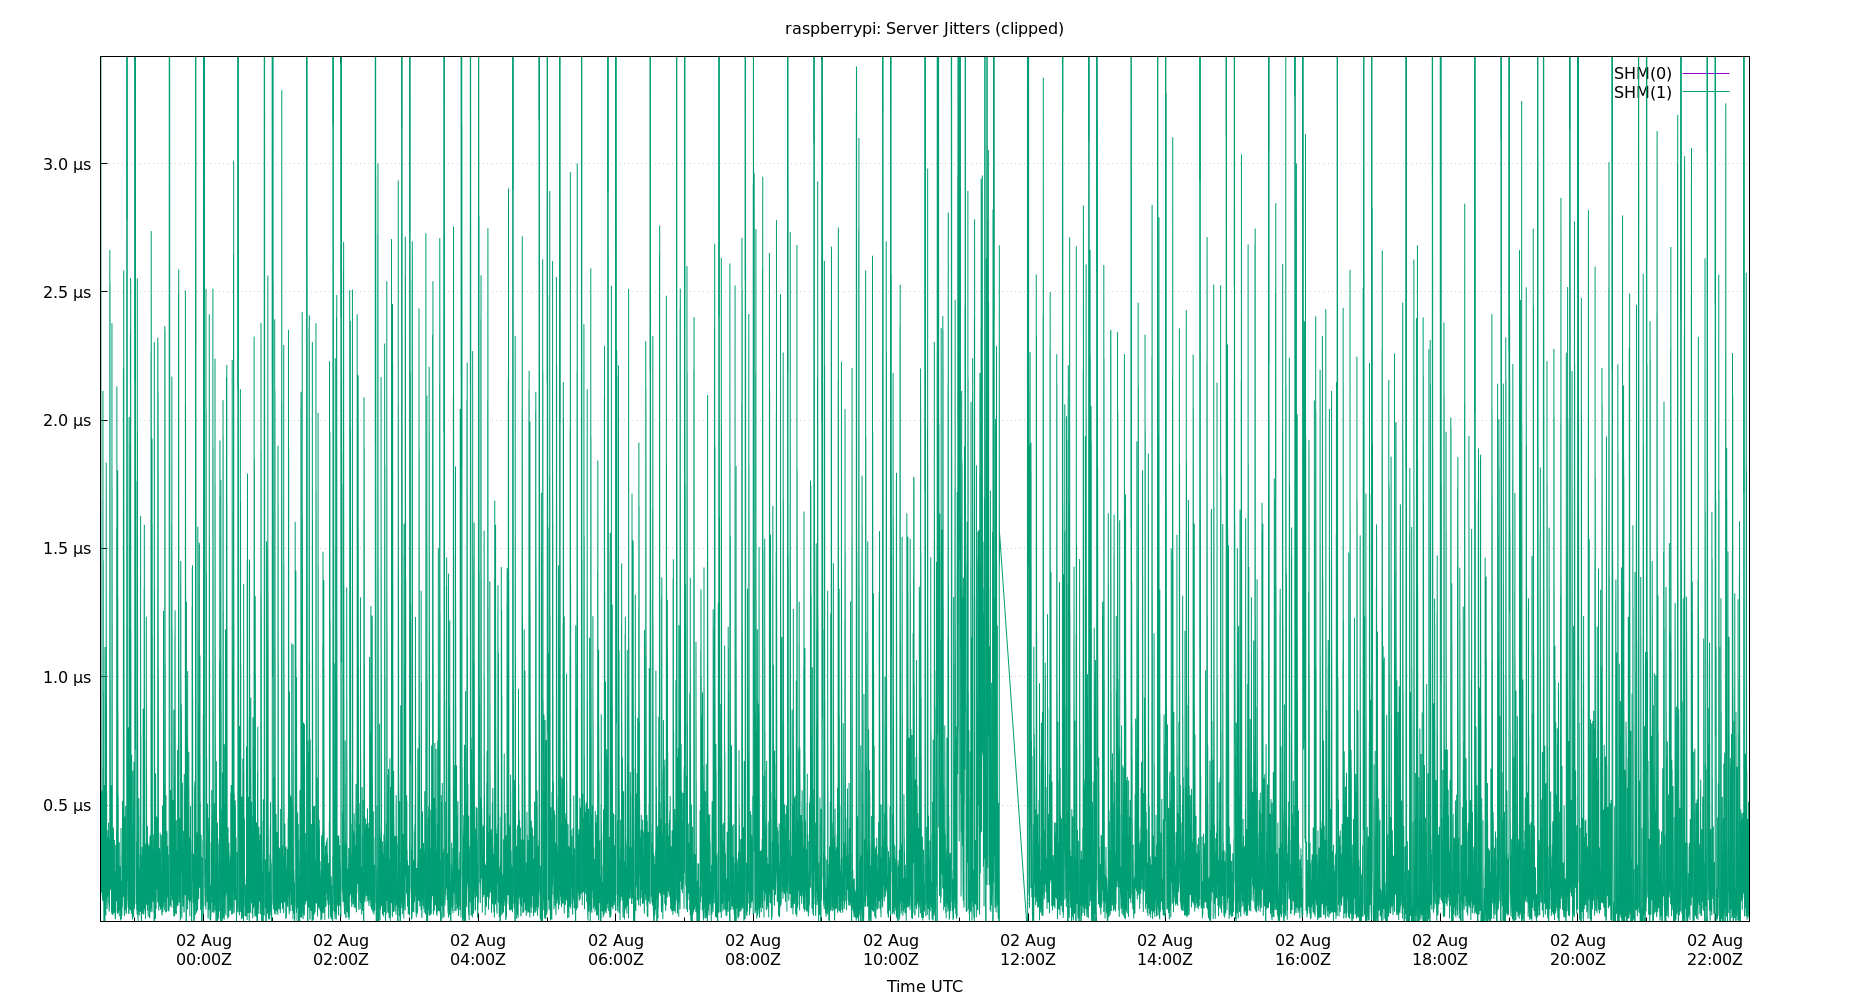 raspberrypi: Server Jitters (clipped)
SHM(0)
SHM(1)
3.0 µs
2.5 µs
2.0 µs
1.5 µs
1.0 µs
0.5 µs
02 Aug 02 Aug 02 Aug 02 Aug 02 Aug 02 Aug 02 Aug 02 Aug 02 Aug 02 Aug 02 Aug 02 Aug
00:00Z 02:00Z 04:00Z 06:00Z 08:00Z 10:00Z 12:00Z 14:00Z 16:00Z 18:00Z 20:00Z 22:00Z
Time UTC